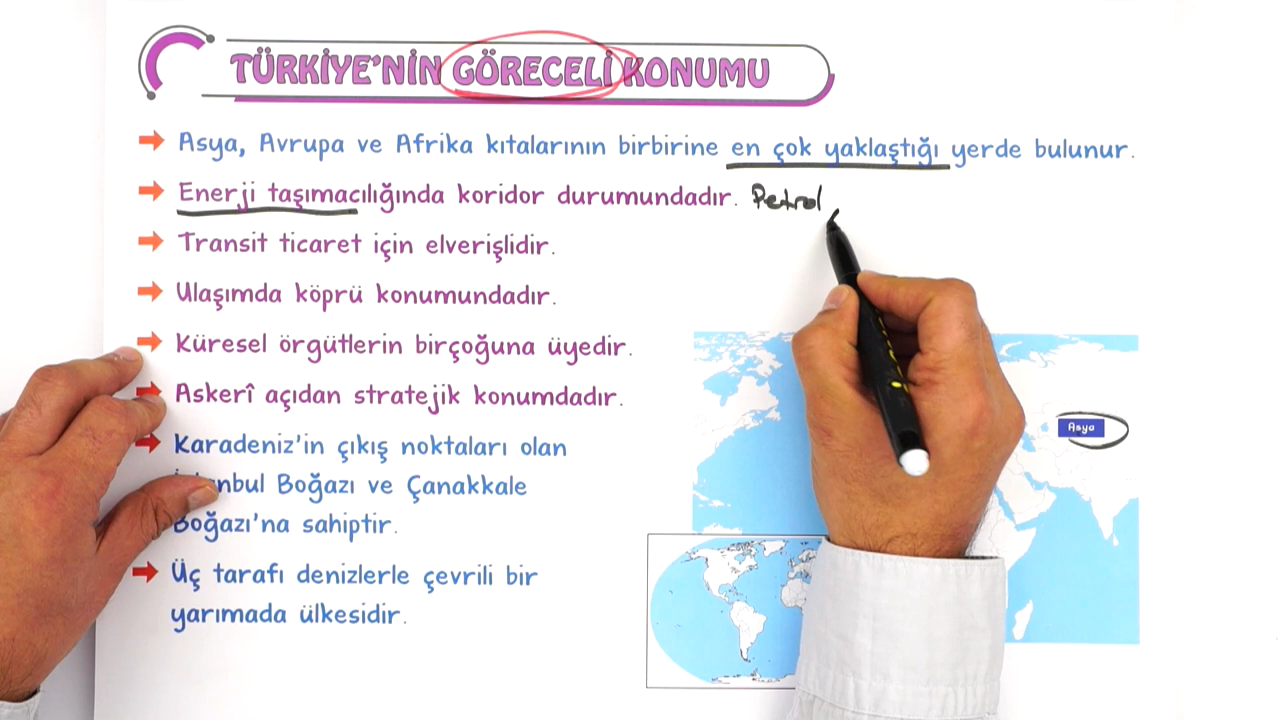 TÜRKİYE'NİN GÖRECELİ KONUMU
Asya, Avrupa ve Afrika kıtalarının birbirine en çok yaklaştığı yerde bulunur.
Enerji taşımacılığında koridor durumundadır. Petrol
Transit ticaret için elverişlidir.
Ulaşımda köprü konumundadır.
Küresel örgütlerin birçoğuna üyedir.
Askerî açıdan stratejik konumdadır.
Karadeniz'in çıkış noktaları olan
İstanbul Boğazı ve Çanakkale
Boğazı'na sahiptir.
Üç tarafı denizlerle çevrili bir
yarımada ülkesidir.
Asya